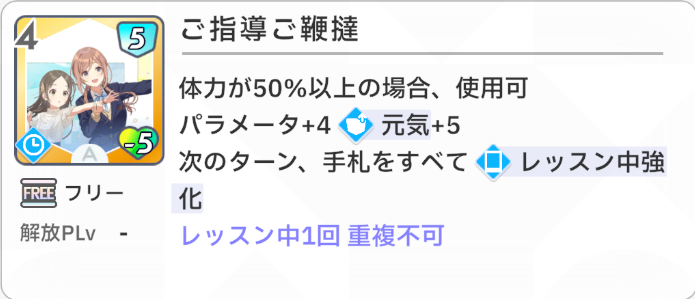 ご指導ご鞭撻
4
5
-5
A
体力が50%以上の場合、使用可
パラメータ+4 元気+5
次のターン、手札をすべて レッスン中強
化
レッスン中1回 重複不可
FREE フリー
解放PLv -